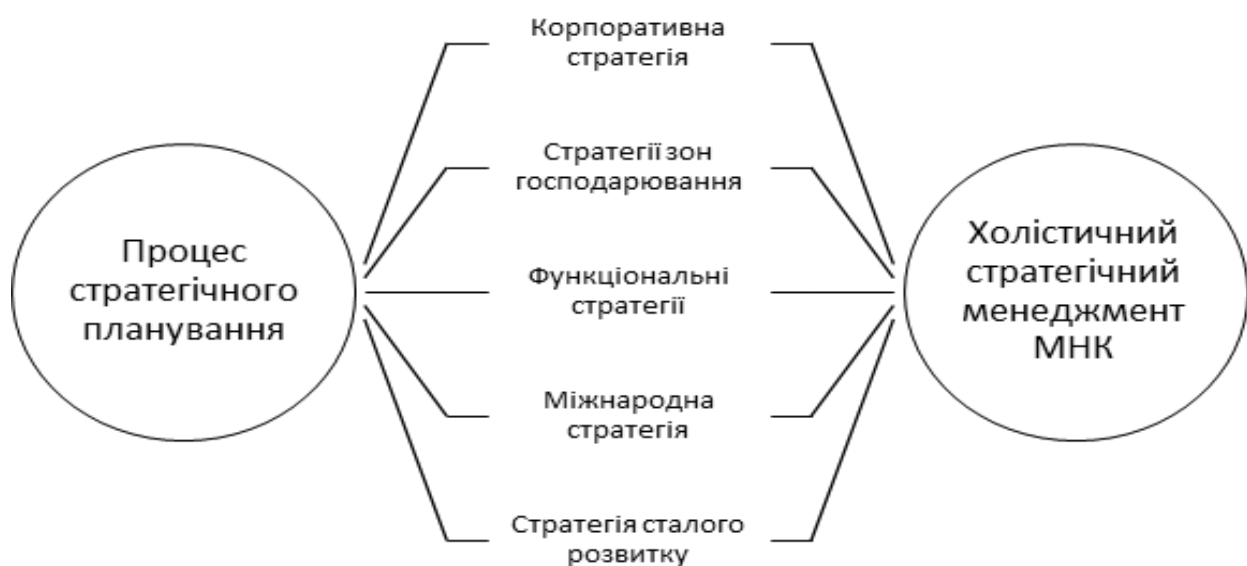 Процес
стратегічного
планування
Корпоративна
стратегія
Стратегії зон
господарювання
Функціональні
стратегії
Міжнародна
стратегія
Стратегія сталого
розвитку
Холістичний
стратегічний
менеджмент
МНК